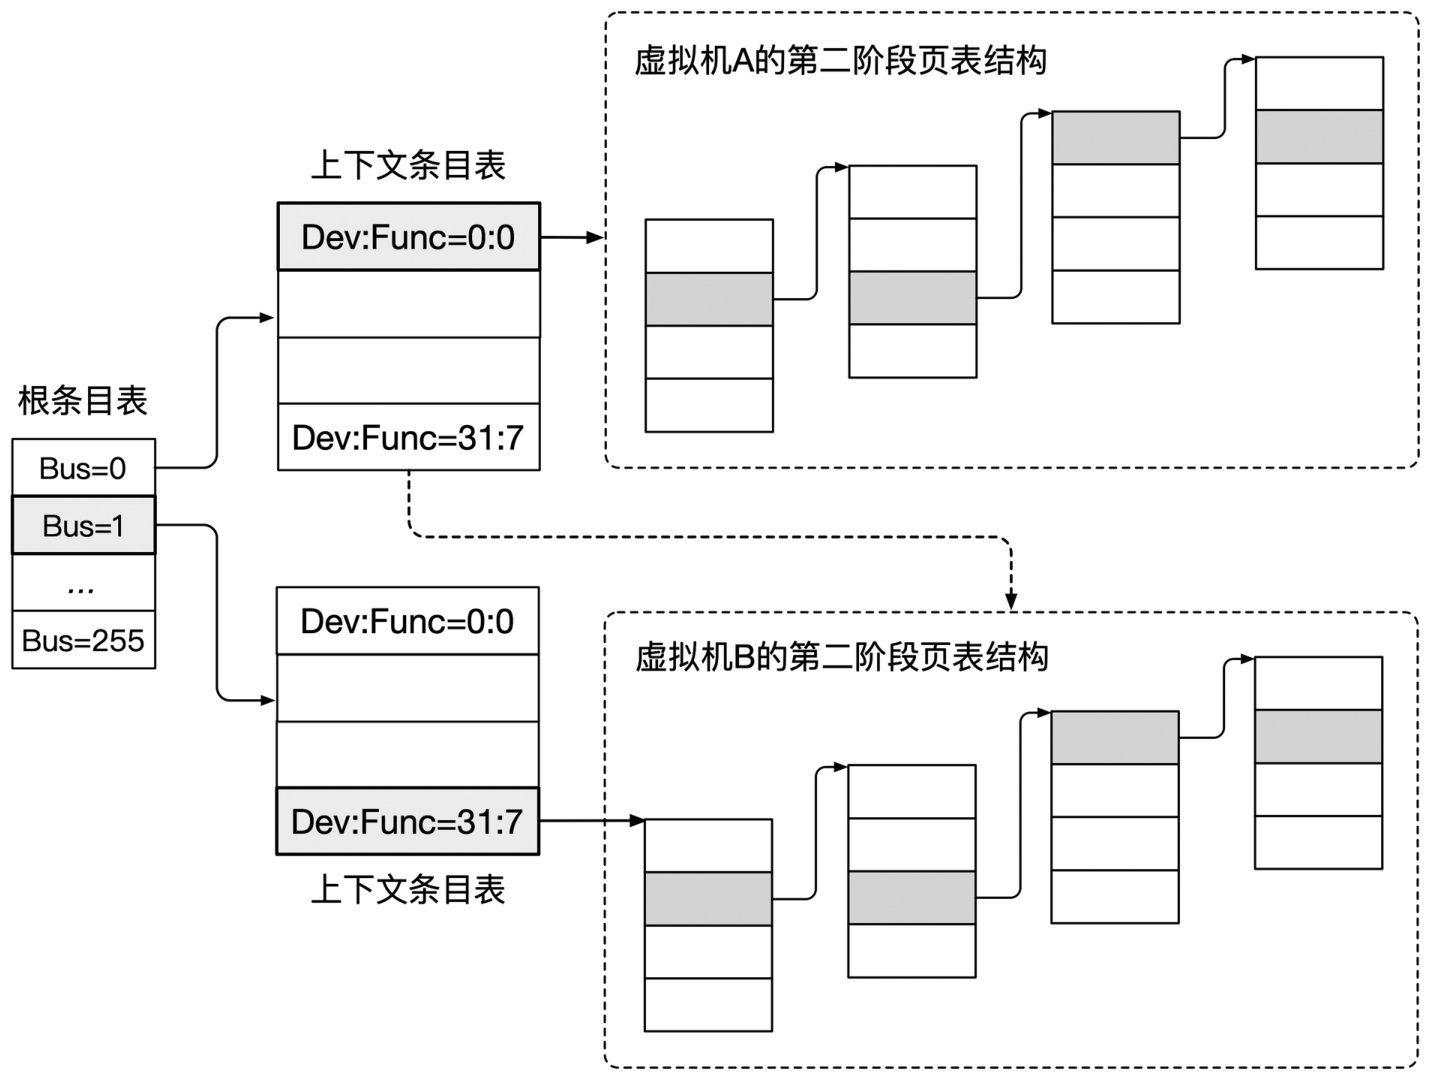 虚拟机A的第二阶段页表结构
上下文条目表
Dev:Func=0:0
Dev:Func=31:7
根条目表
Bus=0
Bus=1
...
Bus=255
Dev:Func=0:0
Dev:Func=31:7
上下文条目表
虚拟机B的第二阶段页表结构